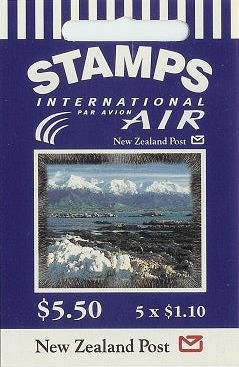 STAMPS
INTERNATIONAL
PAR AVION AIR
New Zealand Post
$5.50 5 x $1.10
New Zealand Post